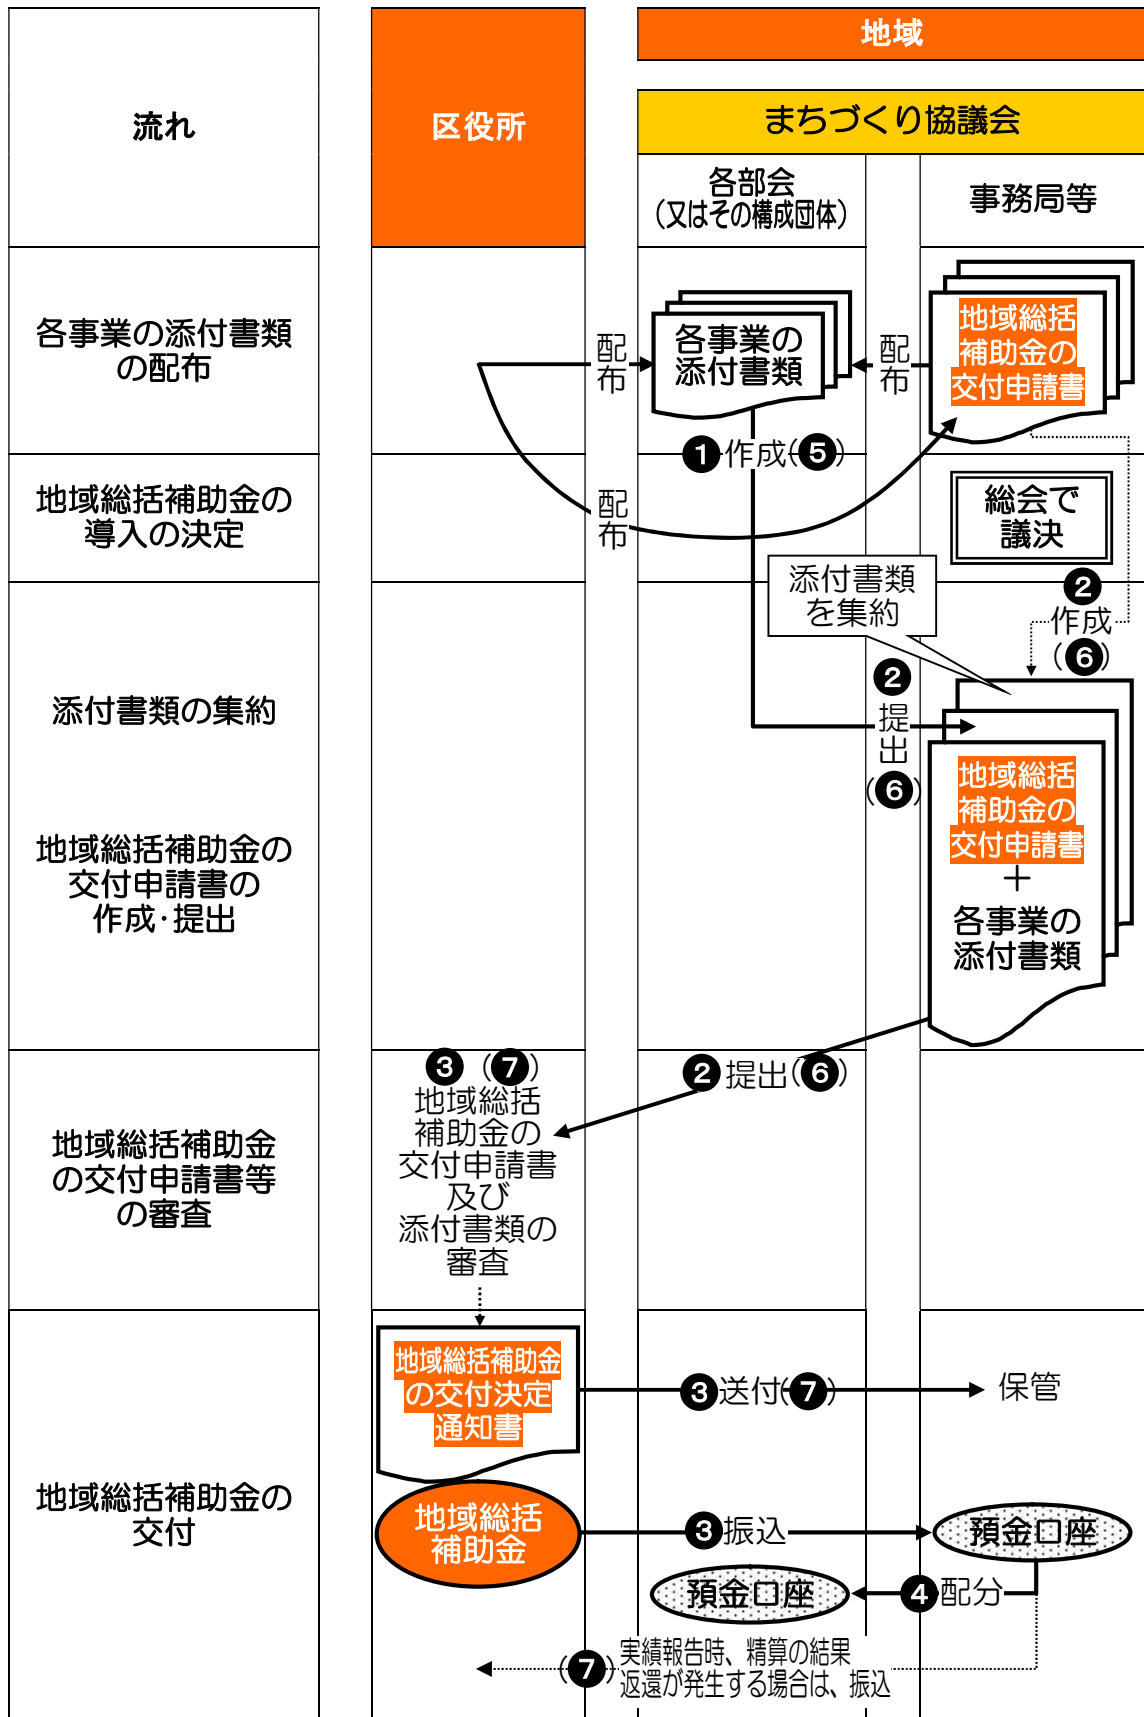 地域
流れ
区役所
まちづくり協議会
各部会
（又はその構成団体）
事務局等
各事業の添付書類
の配布
配
布
各事業の
添付書類
配
布
地域総括
補助金の
交付申請書
❶作成(❺)
地域総括補助金の
導入の決定
配
布
総会で
議決
添付書類
を集約
❷
作成
(❻)
添付書類の集約
❷
提
出
(❻)
地域総括
補助金の
交付申請書
＋
各事業の
添付書類
地域総括補助金の
交付申請書の
作成・提出
❷提出(❻)
地域総括補助金
の交付申請書等
の審査
❸（❼）
地域総括
補助金の
交付申請書
及び
添付書類の
審査
地域総括補助金の
交付
地域総括補助金
の交付決定
通知書
❸送付(❼)
保管
地域総括
補助金
❸振込
預金口座
預金口座
❹配分
(❼)
実績報告時、精算の結果
返還が発生する場合は、振込